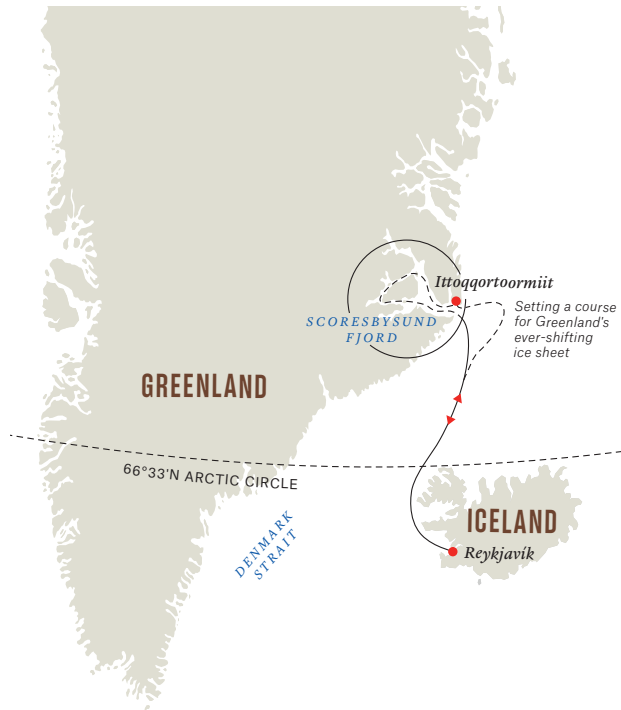 Ittoqqortoormiit
Setting a course
for Greenland's
ever-shifting
ice sheet
SCORESBYSUND
FJORD
GREENLAND
66°33'N ARCTIC CIRCLE
DENMARK
STRAIT
ICELAND
Reykjavík